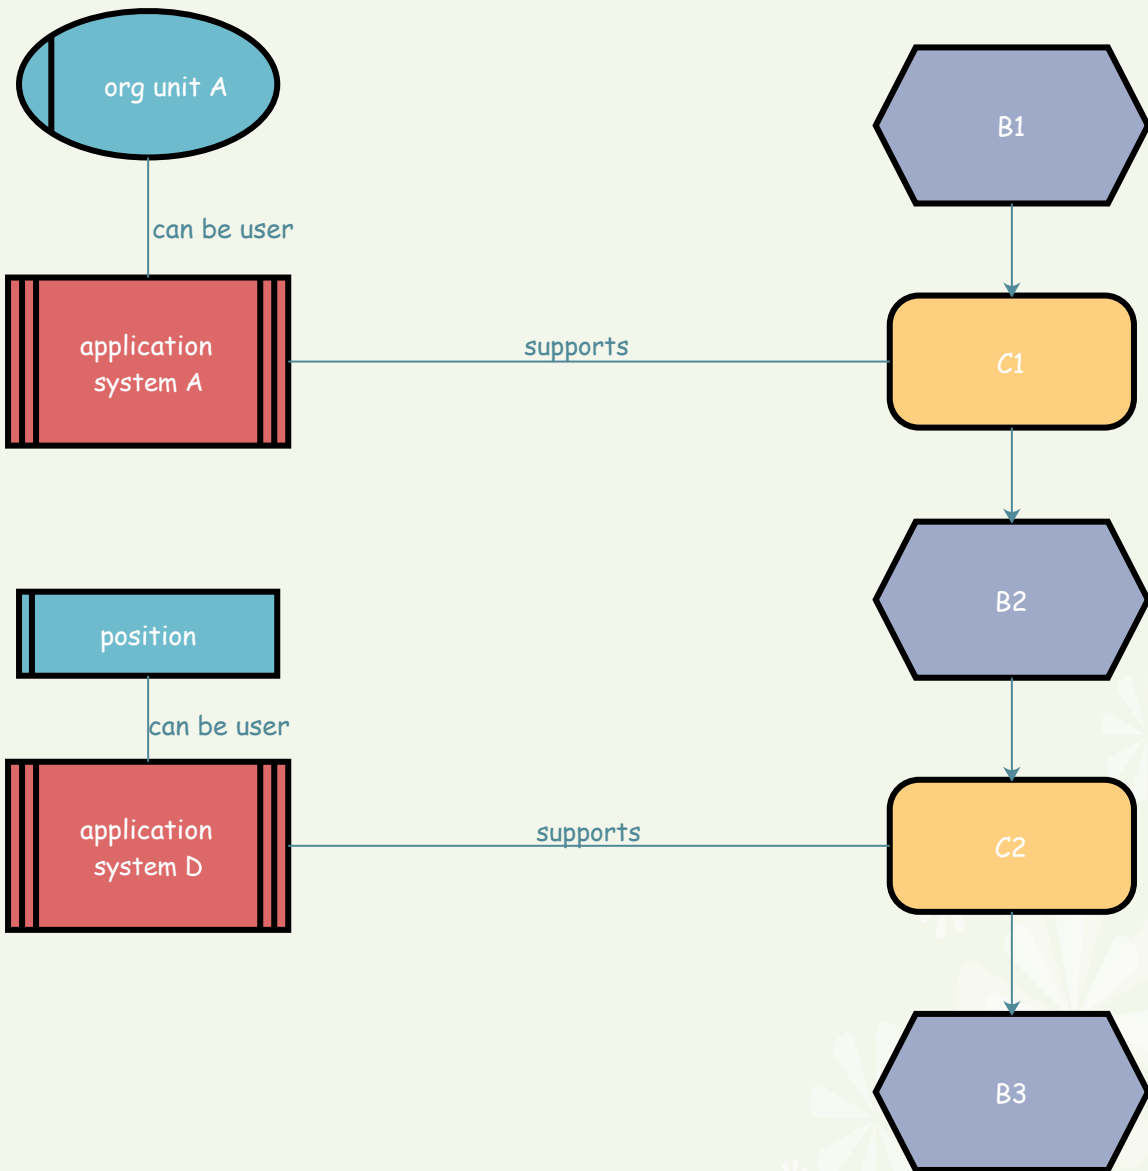 org unit A
B1
can be user
application
system A
supports
C1
B2
position
can be user
application
system D
supports
C2
B3